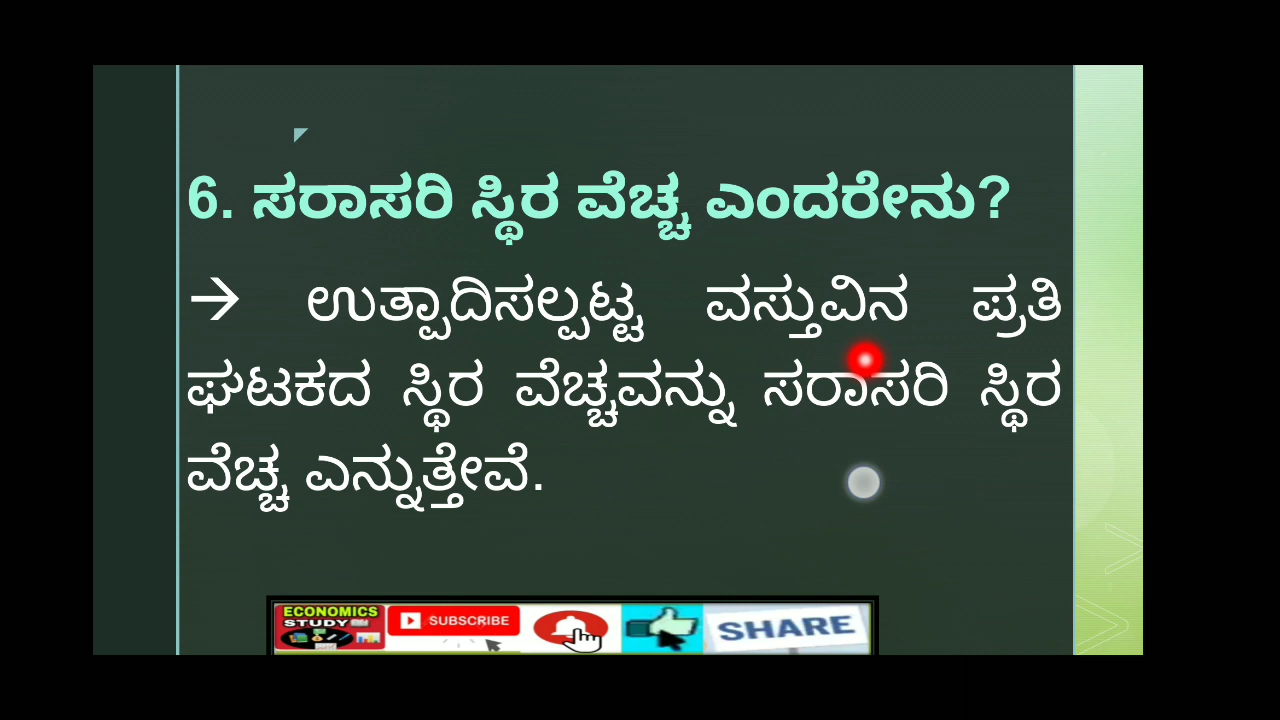 6. ಸರಾಸರಿ ಸ್ಥಿರ ವೆಚ್ಚ ಎಂದರೇನು?
→ ಉತ್ಪಾದಿಸಲ್ಪಟ್ಟ ವಸ್ತುವಿನ ಪ್ರತಿ
ಘಟಕದ ಸ್ಥಿರ ವೆಚ್ಚವನ್ನು ಸರಾಸರಿ ಸ್ಥಿರ
ವೆಚ್ಚ ಎನ್ನುತ್ತೇವೆ.
ECONOMICS
STUDY
SUBSCRIBE
SHARE